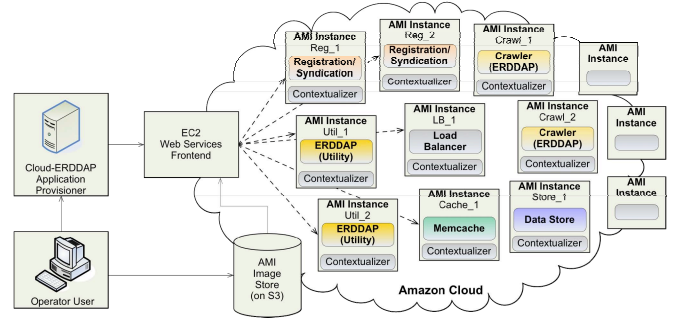 AMI Instance
Reg_1
Registration/
Syndication
Contextualizer
AMI Instance
Reg_2
Registration/
Syndication
Contextualizer
AMI Instance
Crawl_1
Crawler
(ERDDAP)
Contextualizer
AMI
Instance
Cloud-ERDDAP
Application
Provisioner
EC2
Web Services
Frontend
AMI Instance
Util_1
ERDDAP
(Utility)
Contextualizer
AMI Instance
LB_1
Load
Balancer
Contextualizer
AMI Instance
Crawl_2
Crawler
(ERDDAP)
Contextualizer
AMI
Instance
AMI Instance
Util_2
ERDDAP
(Utility)
Contextualizer
AMI Instance
Cache_1
Memcache
Contextualizer
AMI Instance
Store_1
Data Store
Contextualizer
AMI
Instance
Operator User
AMI
Image
Store
(on S3)
Amazon Cloud